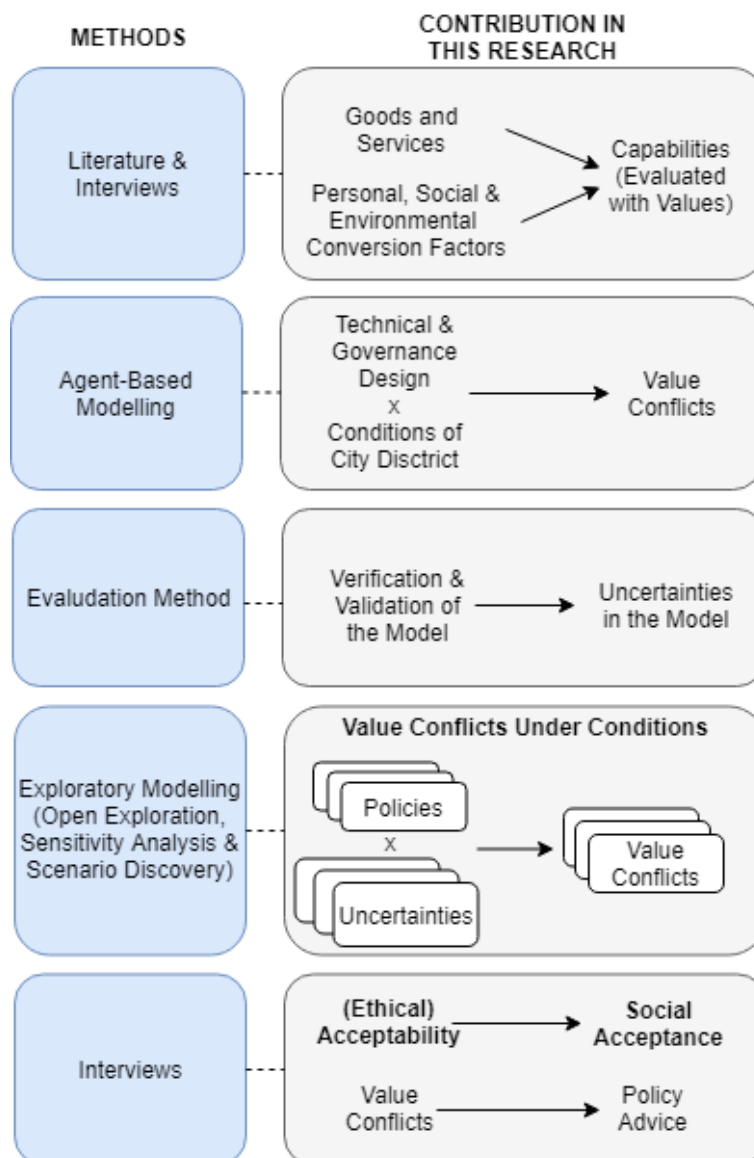 METHODS
CONTRIBUTION IN
THIS RESEARCH
Literature &
Interviews
Goods and
Services
Personal, Social &
Environmental
Conversion Factors
Capabilities
(Evaluated
with Values)
Agent-Based
Modelling
Technical &
Governance
Design
x
Conditions of
City Disctrict
Value
Conflicts
Evaludation Method
Verification &
Validation of
the Model
Uncertainties
in the Model
Exploratory Modelling
(Open Exploration,
Sensitivity Analysis &
Scenario Discovery)
Value Conflicts Under Conditions
Policies
x
Uncertainties
Value
Conflicts
Interviews
(Ethical)
Acceptability
Social
Acceptance
Value
Conflicts
Policy
Advice